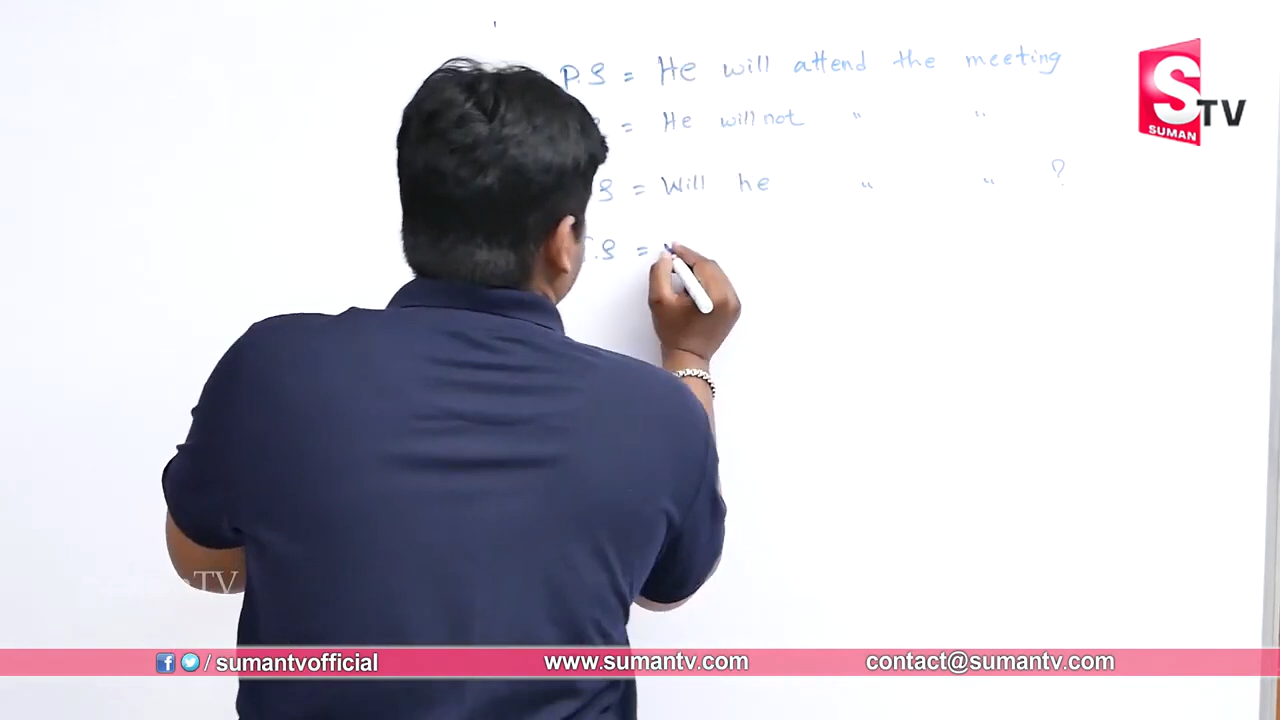 P.S = He will attend the meeting
S TV
SUMAN
= He will not " "
S = Will he " " ?
.S =
TV
/ sumantvofficial
www.sumantv.com
contact@sumantv.com